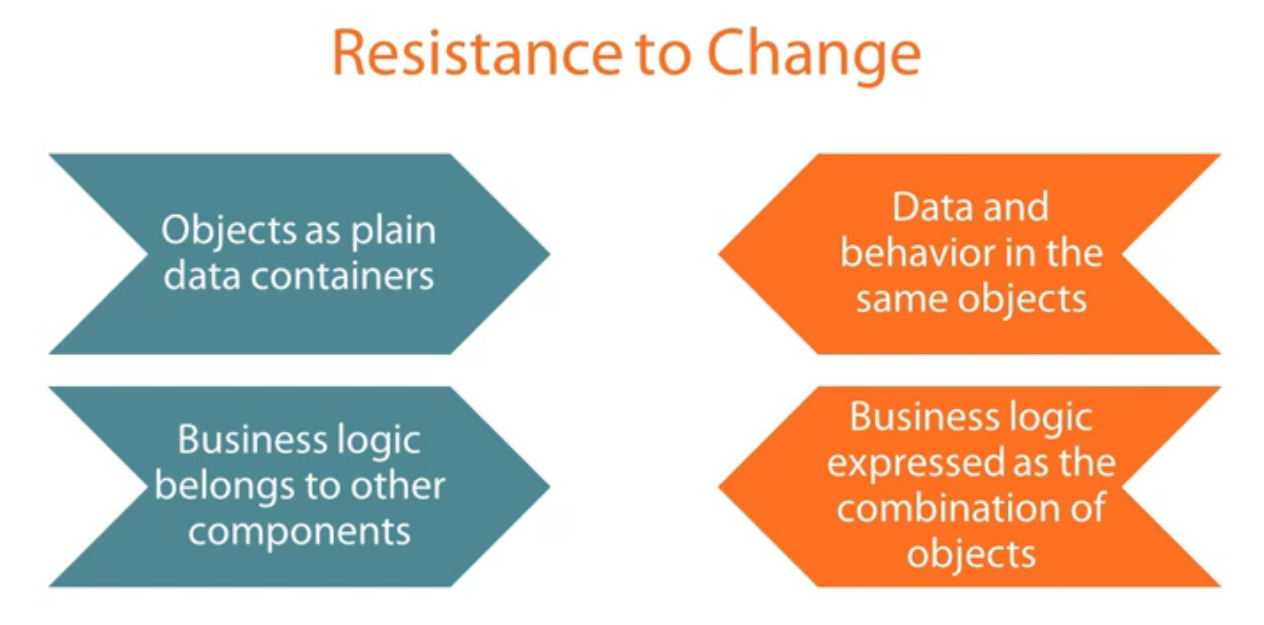 Resistance to Change
Objects as plain
data containers
Data and
behavior in the
same objects
Business logic
belongs to other
components
Business logic
expressed as the
combination of
objects